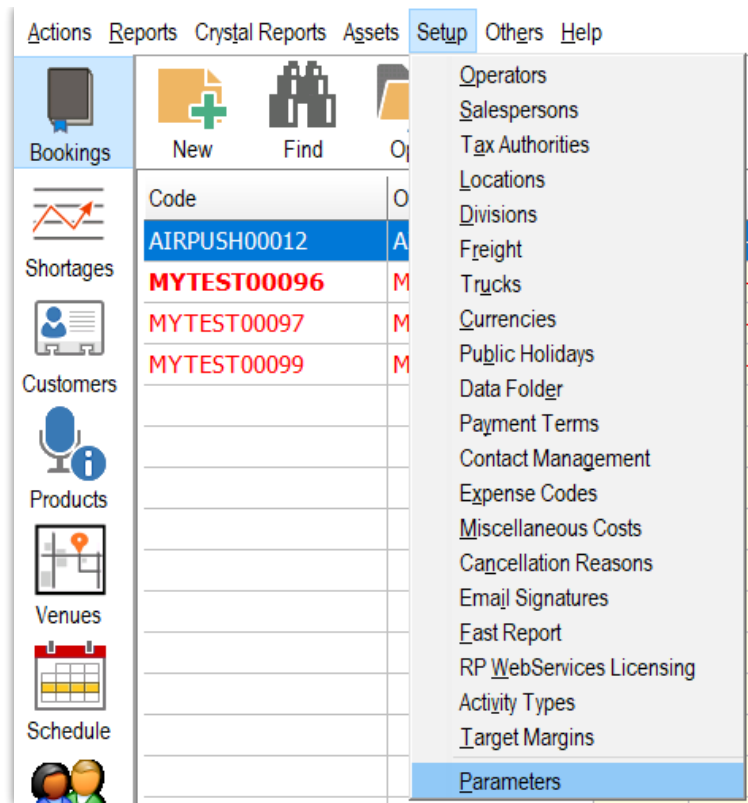 Actions Reports Crystal Reports Assets Setup Others Help
Bookings
New
Find
Code
AIRPUSH00012
MYTEST00096
MYTEST00097
MYTEST00099
Shortages
Customers
Products
Venues
Schedule
Operators
Salespersons
Tax Authorities
Locations
Divisions
Freight
Trucks
Currencies
Public Holidays
Data Folder
Payment Terms
Contact Management
Expense Codes
Miscellaneous Costs
Cancellation Reasons
Email Signatures
Fast Report
RP WebServices Licensing
Activity Types
Target Margins
Parameters